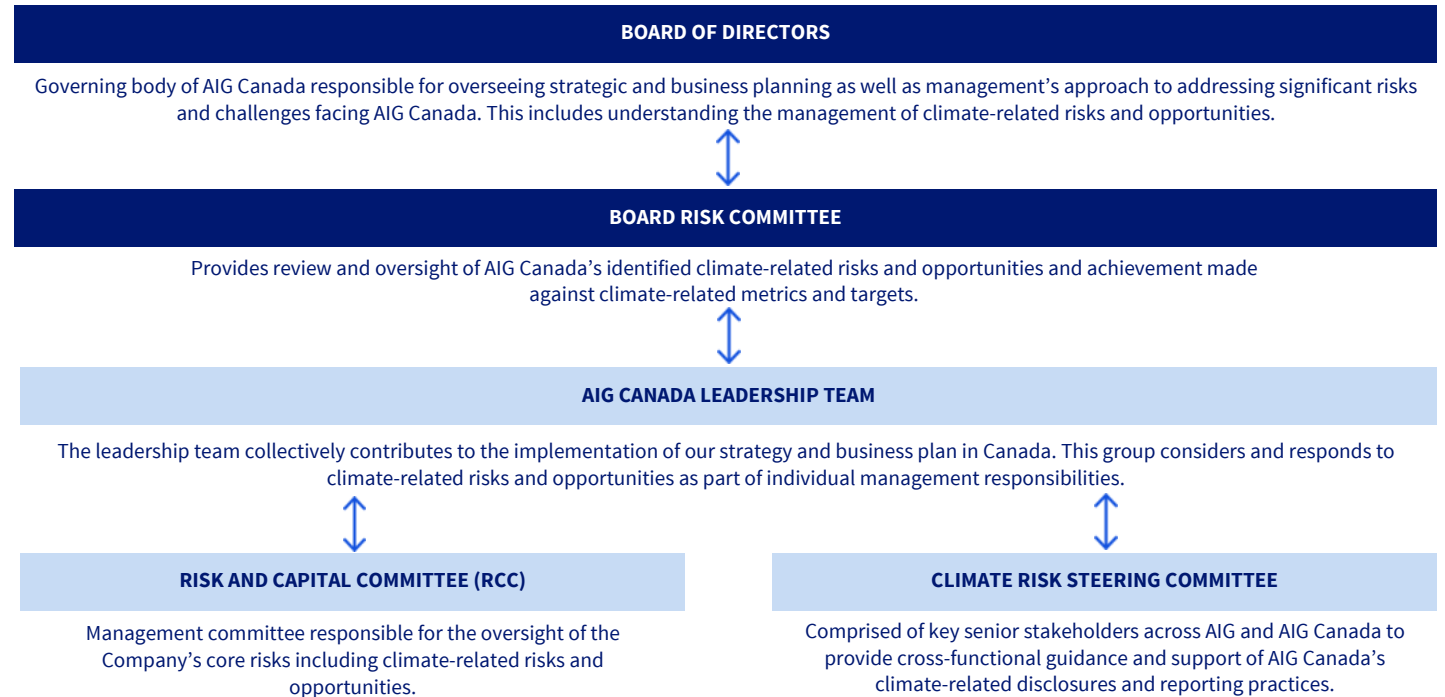 BOARD OF DIRECTORS
Governing body of AIG Canada responsible for overseeing strategic and business planning as well as management’s approach to addressing significant risks
and challenges facing AIG Canada. This includes understanding the management of climate-related risks and opportunities.
BOARD RISK COMMITTEE
Provides review and oversight of AIG Canada’s identified climate-related risks and opportunities and achievement made
against climate-related metrics and targets.
AIG CANADA LEADERSHIP TEAM
The leadership team collectively contributes to the implementation of our strategy and business plan in Canada. This group considers and responds to
climate-related risks and opportunities as part of individual management responsibilities.
RISK AND CAPITAL COMMITTEE (RCC)
Management committee responsible for the oversight of the
Company’s core risks including climate-related risks and
opportunities.
CLIMATE RISK STEERING COMMITTEE
Comprised of key senior stakeholders across AIG and AIG Canada to
provide cross-functional guidance and support of AIG Canada’s
climate-related disclosures and reporting practices.